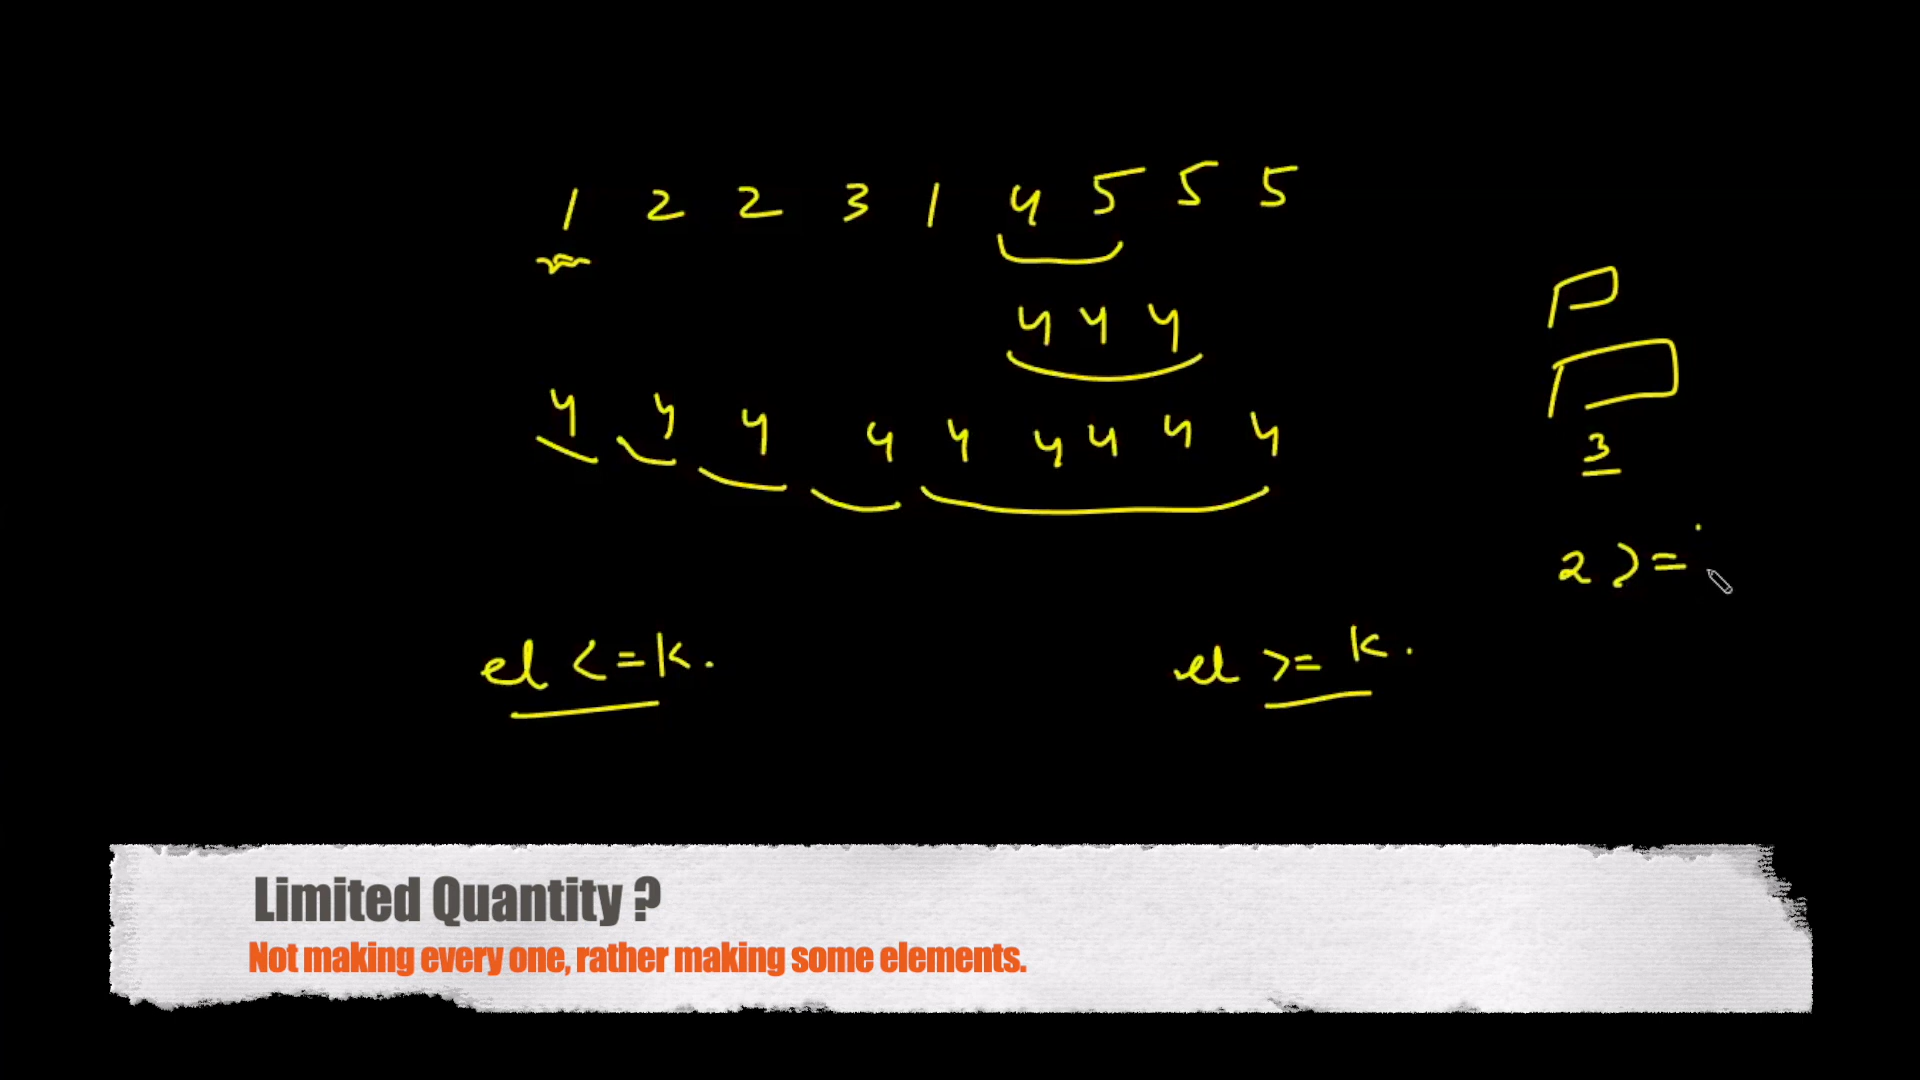 1 2 2 3 1 4 5 5 5
4 4 4
4 4 4 4 4 4 4 4 4
3
2 >=
el <= k.
el >= k.
Limited Quantity ?
Not making every one, rather making some elements.